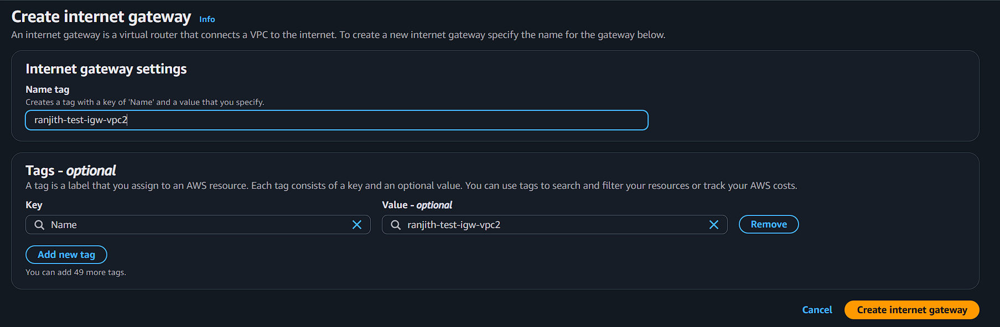 Create internet gateway Info
An internet gateway is a virtual router that connects a VPC to the internet. To create a new internet gateway specify the name for the gateway below.
Internet gateway settings
Name tag
Creates a tag with a key of 'Name' and a value that you specify.
ranjith-test-igw-vpc2
Tags - optional
A tag is a label that you assign to an AWS resource. Each tag consists of a key and an optional value. You can use tags to search and filter your resources or track your AWS costs.
Key Value - optional
Name ranjith-test-igw-vpc2 Remove
Add new tag
You can add 49 more tags.
Cancel Create internet gateway